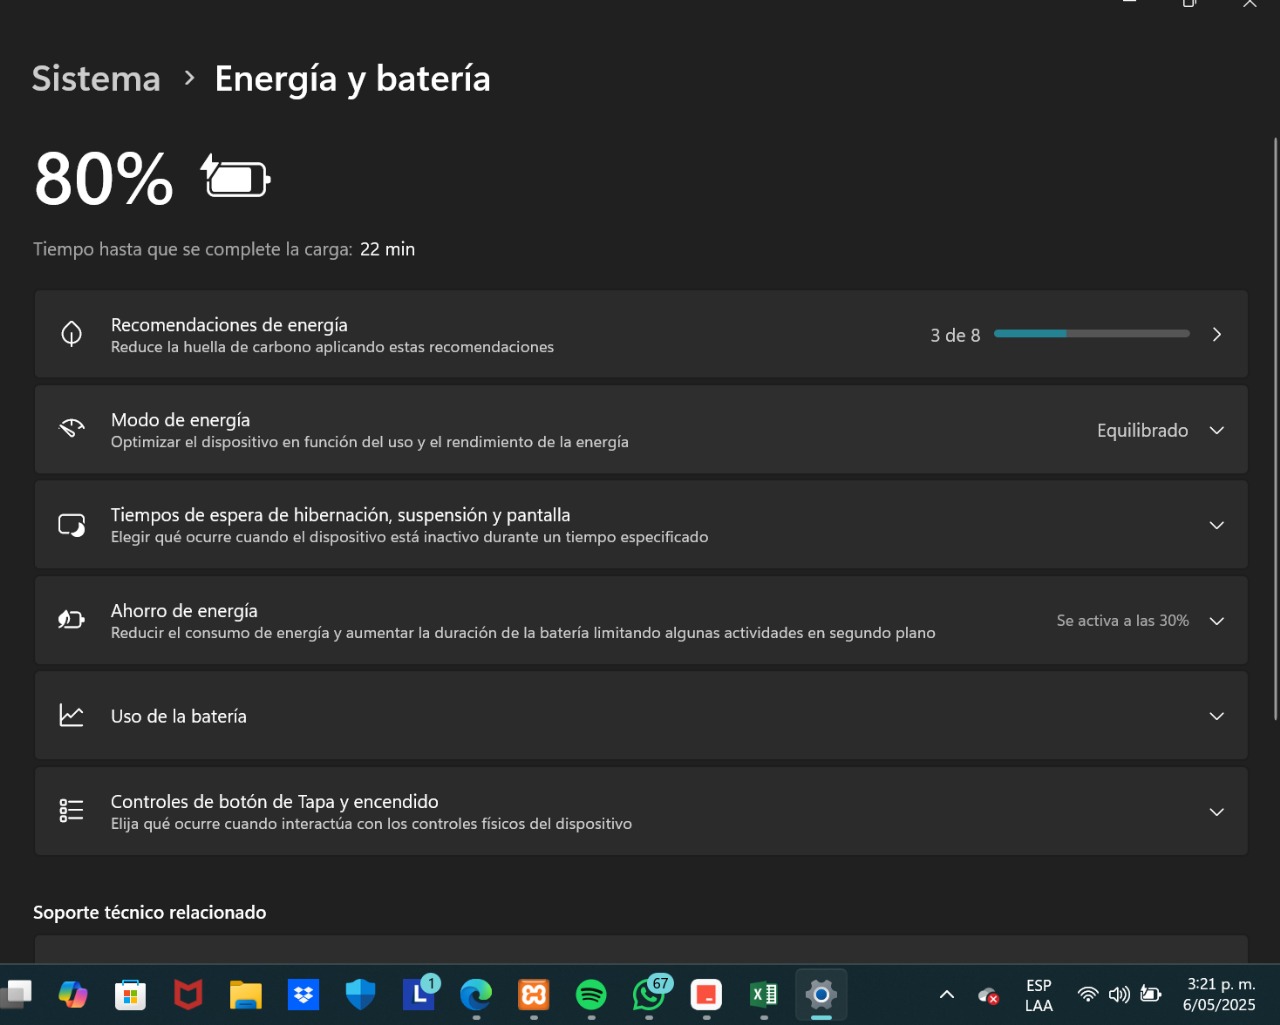 Sistema > Energía y batería
80%
Tiempo hasta que se complete la carga: 22 min
Recomendaciones de energía
Reduce la huella de carbono aplicando estas recomendaciones
3 de 8
Modo de energía
Optimizar el dispositivo en función del uso y el rendimiento de la energía
Equilibrado
Tiempos de espera de hibernación, suspensión y pantalla
Elegir qué ocurre cuando el dispositivo está inactivo durante un tiempo especificado
Ahorro de energía
Reducir el consumo de energía y aumentar la duración de la batería limitando algunas actividades en segundo plano
Se activa a las 30%
Uso de la batería
Controles de botón de Tapa y encendido
Elija qué ocurre cuando interactúa con los controles físicos del dispositivo
Soporte técnico relacionado
L 1
67
ESP
LAA
3:21 p. m.
6/05/2025